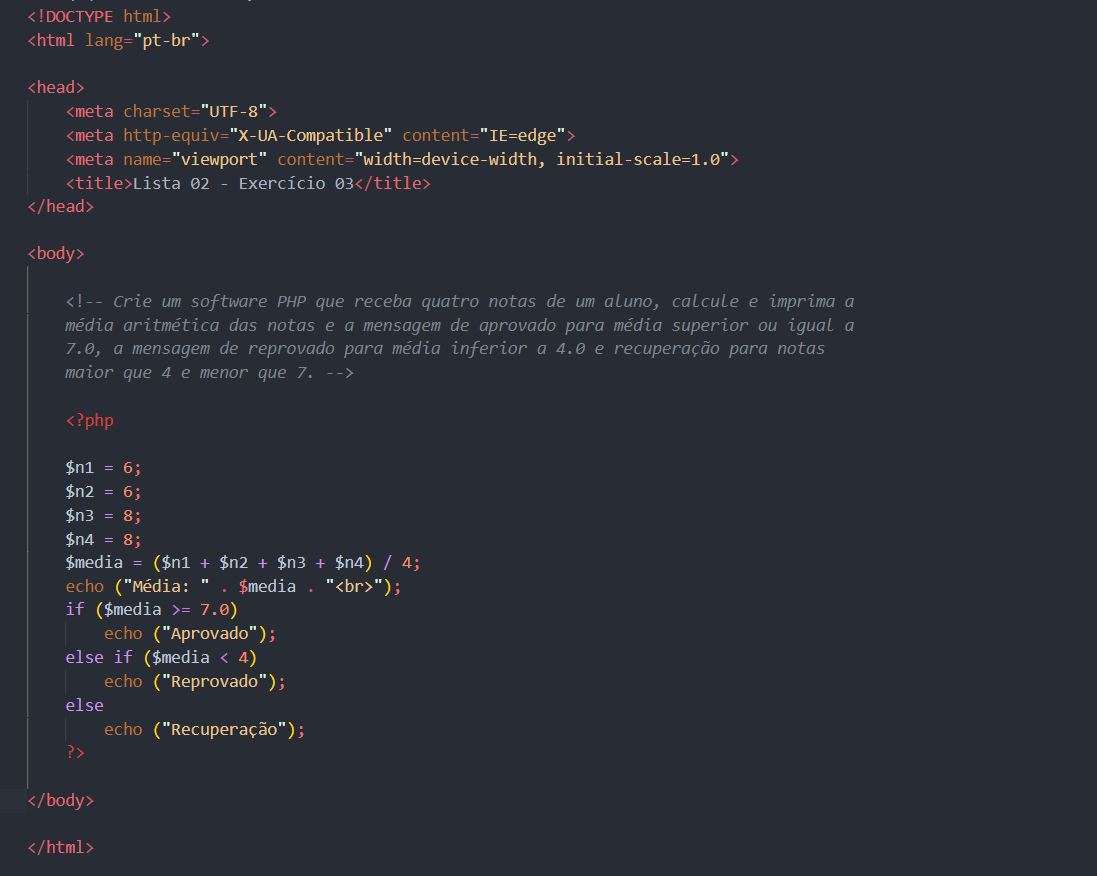 <!DOCTYPE html>
<html lang="pt-br">
<head>
<meta charset="UTF-8">
<meta http-equiv="X-UA-Compatible" content="IE=edge">
<meta name="viewport" content="width=device-width, initial-scale=1.0">
<title>Lista 02 - Exercício 03</title>
</head>
<body>
<!-- Crie um software PHP que receba quatro notas de um aluno, calcule e imprima a
média aritmética das notas e a mensagem de aprovado para média superior ou igual a
7.0, a mensagem de reprovado para média inferior a 4.0 e recuperação para notas
maior que 4 e menor que 7. -->
<?php
$n1 = 6;
$n2 = 6;
$n3 = 8;
$n4 = 8;
$media = ($n1 + $n2 + $n3 + $n4) / 4;
echo ("Média: " . $media . "<br>");
if ($media >= 7.0)
echo ("Aprovado");
else if ($media < 4)
echo ("Reprovado");
else
echo ("Recuperação");
?>
</body>
</html>